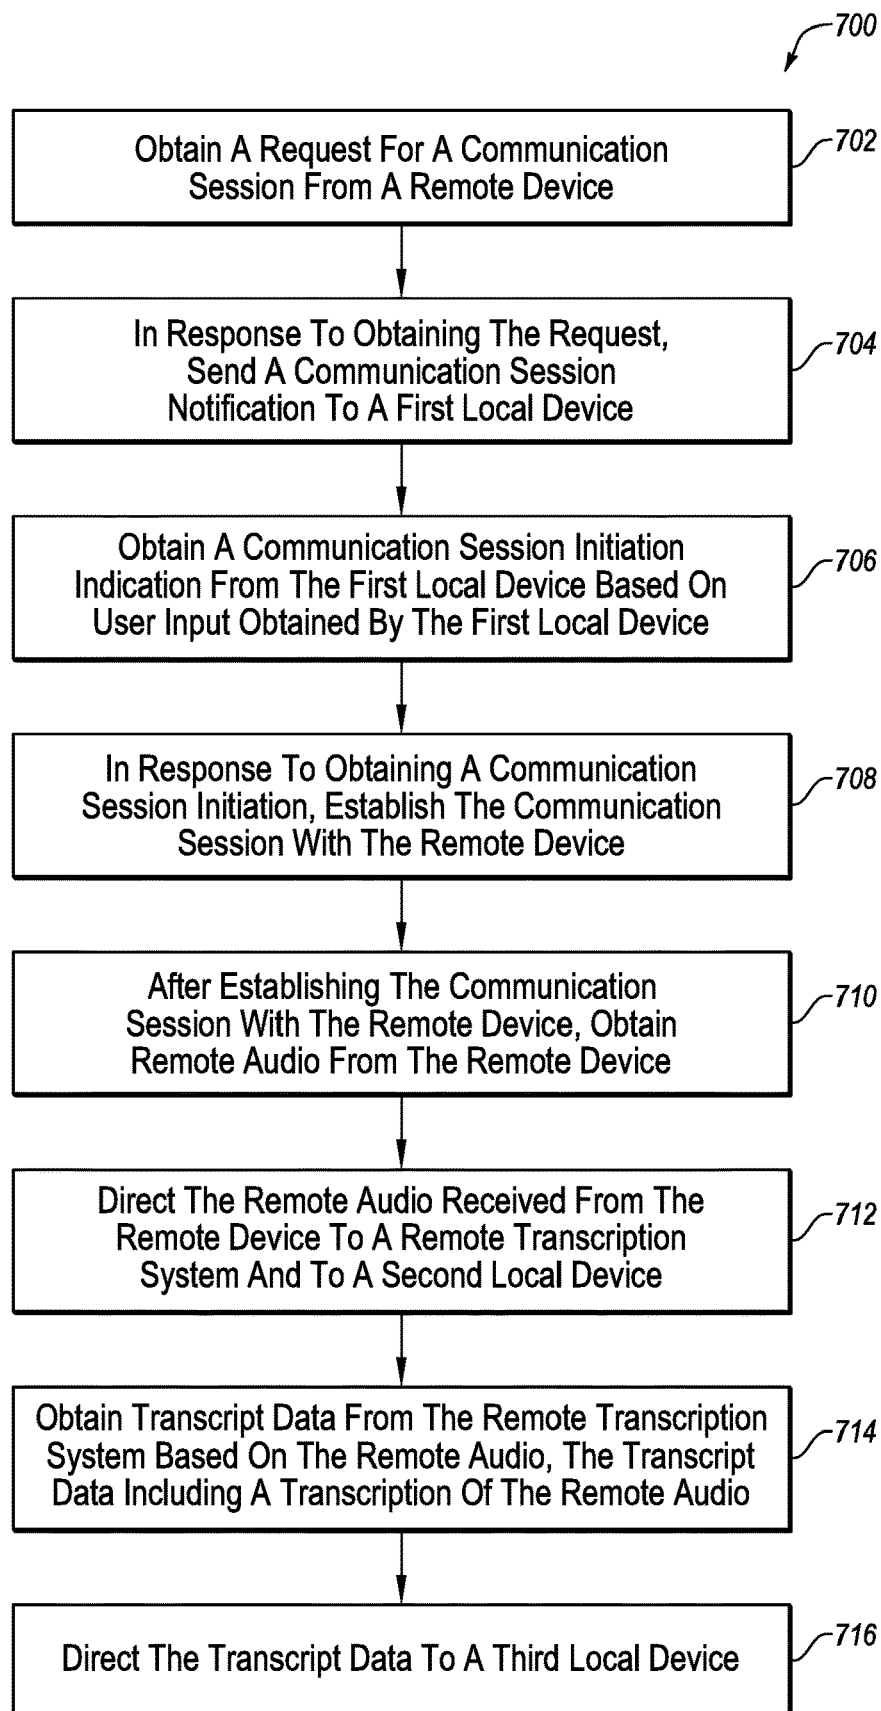 700
Obtain A Request For A Communication
Session From A Remote Device
702
In Response To Obtaining The Request,
Send A Communication Session
Notification To A First Local Device
704
Obtain A Communication Session Initiation
Indication From The First Local Device Based On
User Input Obtained By The First Local Device
706
In Response To Obtaining A Communication
Session Initiation, Establish The Communication
Session With The Remote Device
708
After Establishing The Communication
Session With The Remote Device, Obtain
Remote Audio From The Remote Device
710
Direct The Remote Audio Received From The
Remote Device To A Remote Transcription
System And To A Second Local Device
712
Obtain Transcript Data From The Remote Transcription
System Based On The Remote Audio, The Transcript
Data Including A Transcription Of The Remote Audio
714
Direct The Transcript Data To A Third Local Device
716